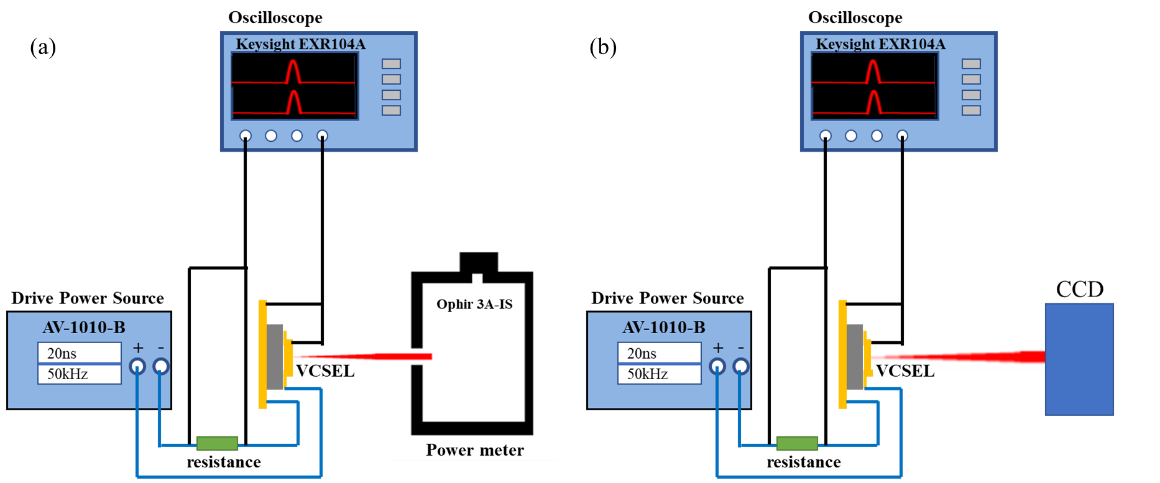 (a)
Oscilloscope
Keysight EXR104A
Drive Power Source
AV-1010-B
20ns
50kHz
+ -
VCSEL
resistance
Ophir 3A-IS
Power meter
(b)
Oscilloscope
Keysight EXR104A
Drive Power Source
AV-1010-B
20ns
50kHz
+ -
VCSEL
resistance
CCD